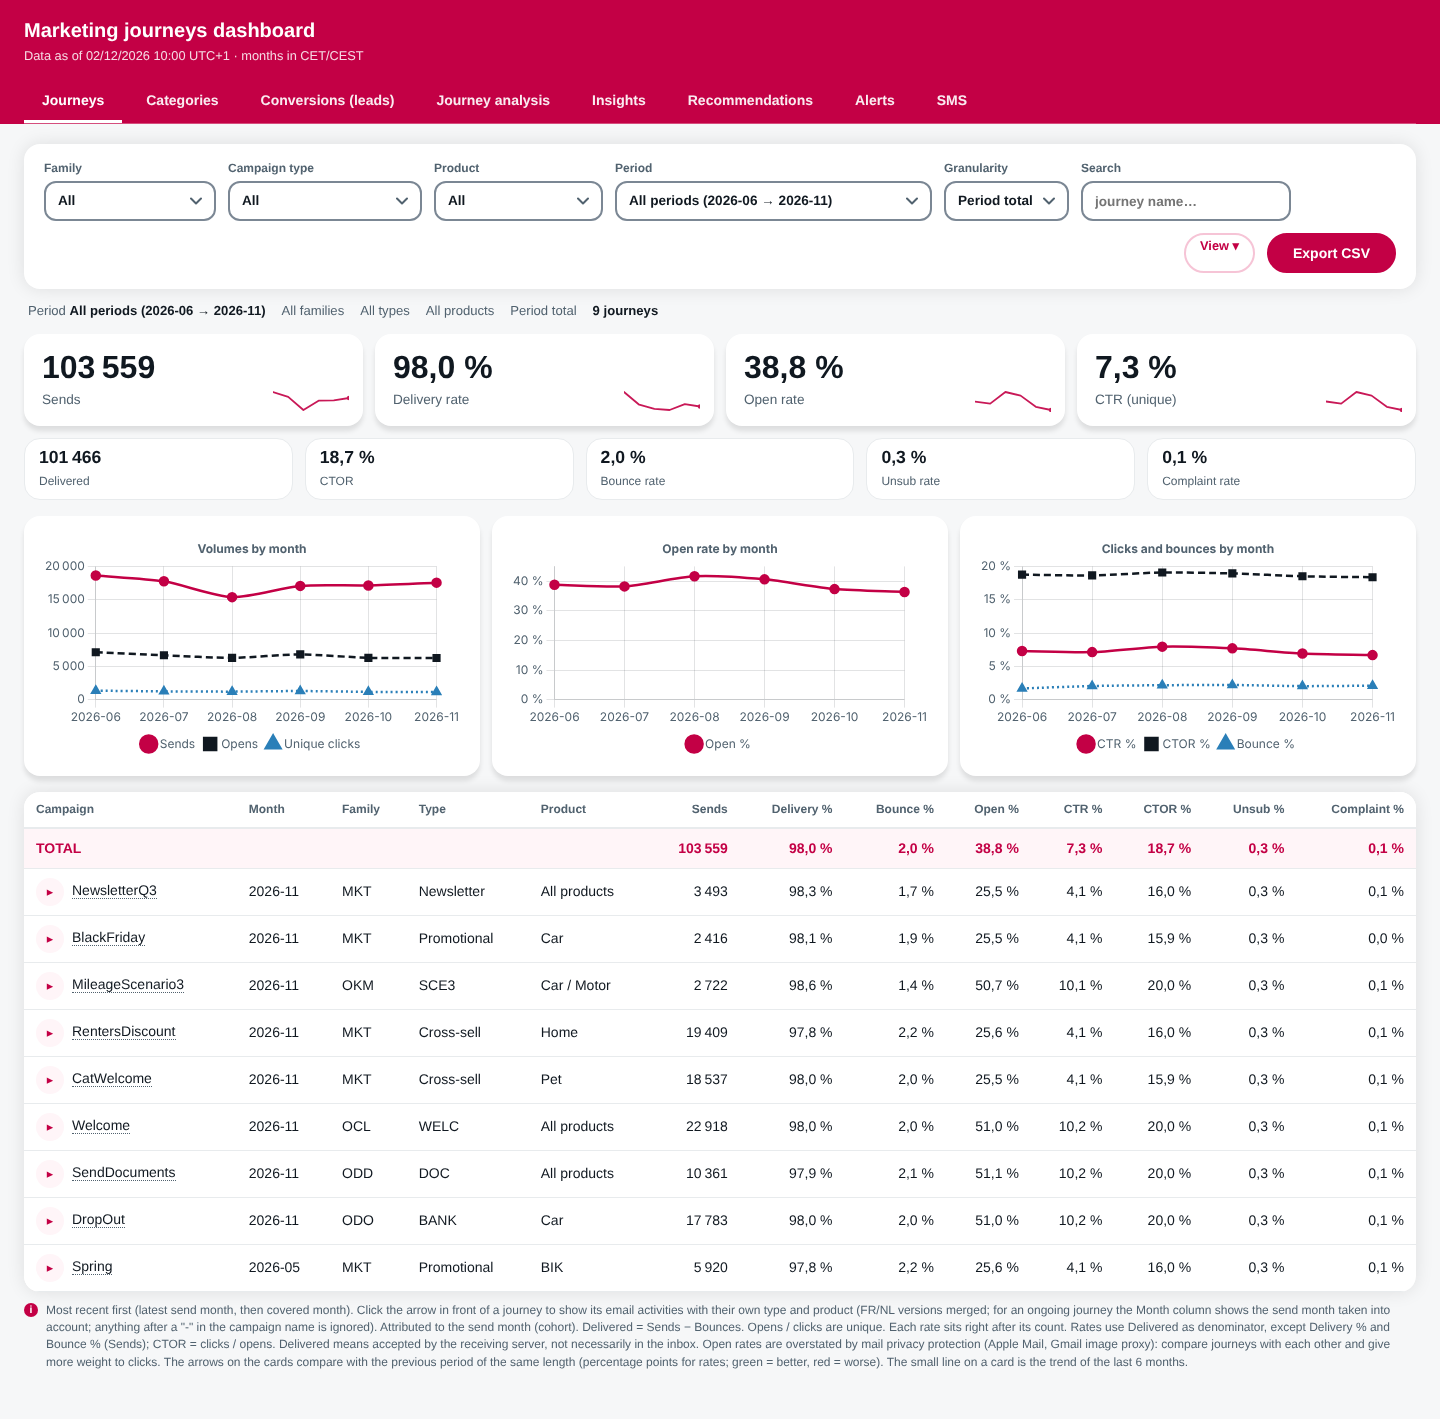 Marketing journeys dashboard
Data as of 02/12/2026 10:00 UTC+1 · months in CET/CEST
Journeys Categories Conversions (leads) Journey analysis Insights Recommendations Alerts SMS
Family Campaign type Product Period Granularity Search
All All All All periods (2026-06 → 2026-11) Period total journey name…
View ▾ Export CSV
Period All periods (2026-06 → 2026-11) All families All types All products Period total 9 journeys
103 559 98,0 % 38,8 % 7,3 %
Sends Delivery rate Open rate CTR (unique)
101 466 18,7 % 2,0 % 0,3 % 0,1 %
Delivered CTOR Bounce rate Unsub rate Complaint rate
Volumes by month
20 000
15 000
10 000
5 000
0
2026-06 2026-07 2026-08 2026-09 2026-10 2026-11
Sends Opens Unique clicks
Open rate by month
40 %
30 %
20 %
10 %
0 %
2026-06 2026-07 2026-08 2026-09 2026-10 2026-11
Open %
Clicks and bounces by month
20 %
15 %
10 %
5 %
0 %
2026-06 2026-07 2026-08 2026-09 2026-10 2026-11
CTR % CTOR % Bounce %
Campaign Month Family Type Product Sends Delivery % Bounce % Open % CTR % CTOR % Unsub % Complaint %
TOTAL 103 559 98,0 % 2,0 % 38,8 % 7,3 % 18,7 % 0,3 % 0,1 %
NewsletterQ3 2026-11 MKT Newsletter All products 3 493 98,3 % 1,7 % 25,5 % 4,1 % 16,0 % 0,3 % 0,1 %
BlackFriday 2026-11 MKT Promotional Car 2 416 98,1 % 1,9 % 25,5 % 4,1 % 15,9 % 0,3 % 0,0 %
MileageScenario3 2026-11 OKM SCE3 Car / Motor 2 722 98,6 % 1,4 % 50,7 % 10,1 % 20,0 % 0,3 % 0,1 %
RentersDiscount 2026-11 MKT Cross-sell Home 19 409 97,8 % 2,2 % 25,6 % 4,1 % 16,0 % 0,3 % 0,1 %
CatWelcome 2026-11 MKT Cross-sell Pet 18 537 98,0 % 2,0 % 25,5 % 4,1 % 15,9 % 0,3 % 0,1 %
Welcome 2026-11 OCL WELC All products 22 918 98,0 % 2,0 % 51,0 % 10,2 % 20,0 % 0,3 % 0,1 %
SendDocuments 2026-11 ODD DOC All products 10 361 97,9 % 2,1 % 51,1 % 10,2 % 20,0 % 0,3 % 0,1 %
DropOut 2026-11 ODO BANK Car 17 783 98,0 % 2,0 % 51,0 % 10,2 % 20,0 % 0,3 % 0,1 %
Spring 2026-05 MKT Promotional BIK 5 920 97,8 % 2,2 % 25,6 % 4,1 % 16,0 % 0,3 % 0,1 %
i Most recent first (latest send month, then covered month). Click the arrow in front of a journey to show its email activities with their own type and product (FR/NL versions merged; for an ongoing journey the Month column shows the send month taken into
account; anything after a "-" in the campaign name is ignored). Attributed to the send month (cohort). Delivered = Sends − Bounces. Opens / clicks are unique. Each rate sits right after its count. Rates use Delivered as denominator, except Delivery % and
Bounce % (Sends); CTOR = clicks / opens. Delivered means accepted by the receiving server, not necessarily in the inbox. Open rates are overstated by mail privacy protection (Apple Mail, Gmail image proxy): compare journeys with each other and give
more weight to clicks. The arrows on the cards compare with the previous period of the same length (percentage points for rates; green = better, red = worse). The small line on a card is the trend of the last 6 months.